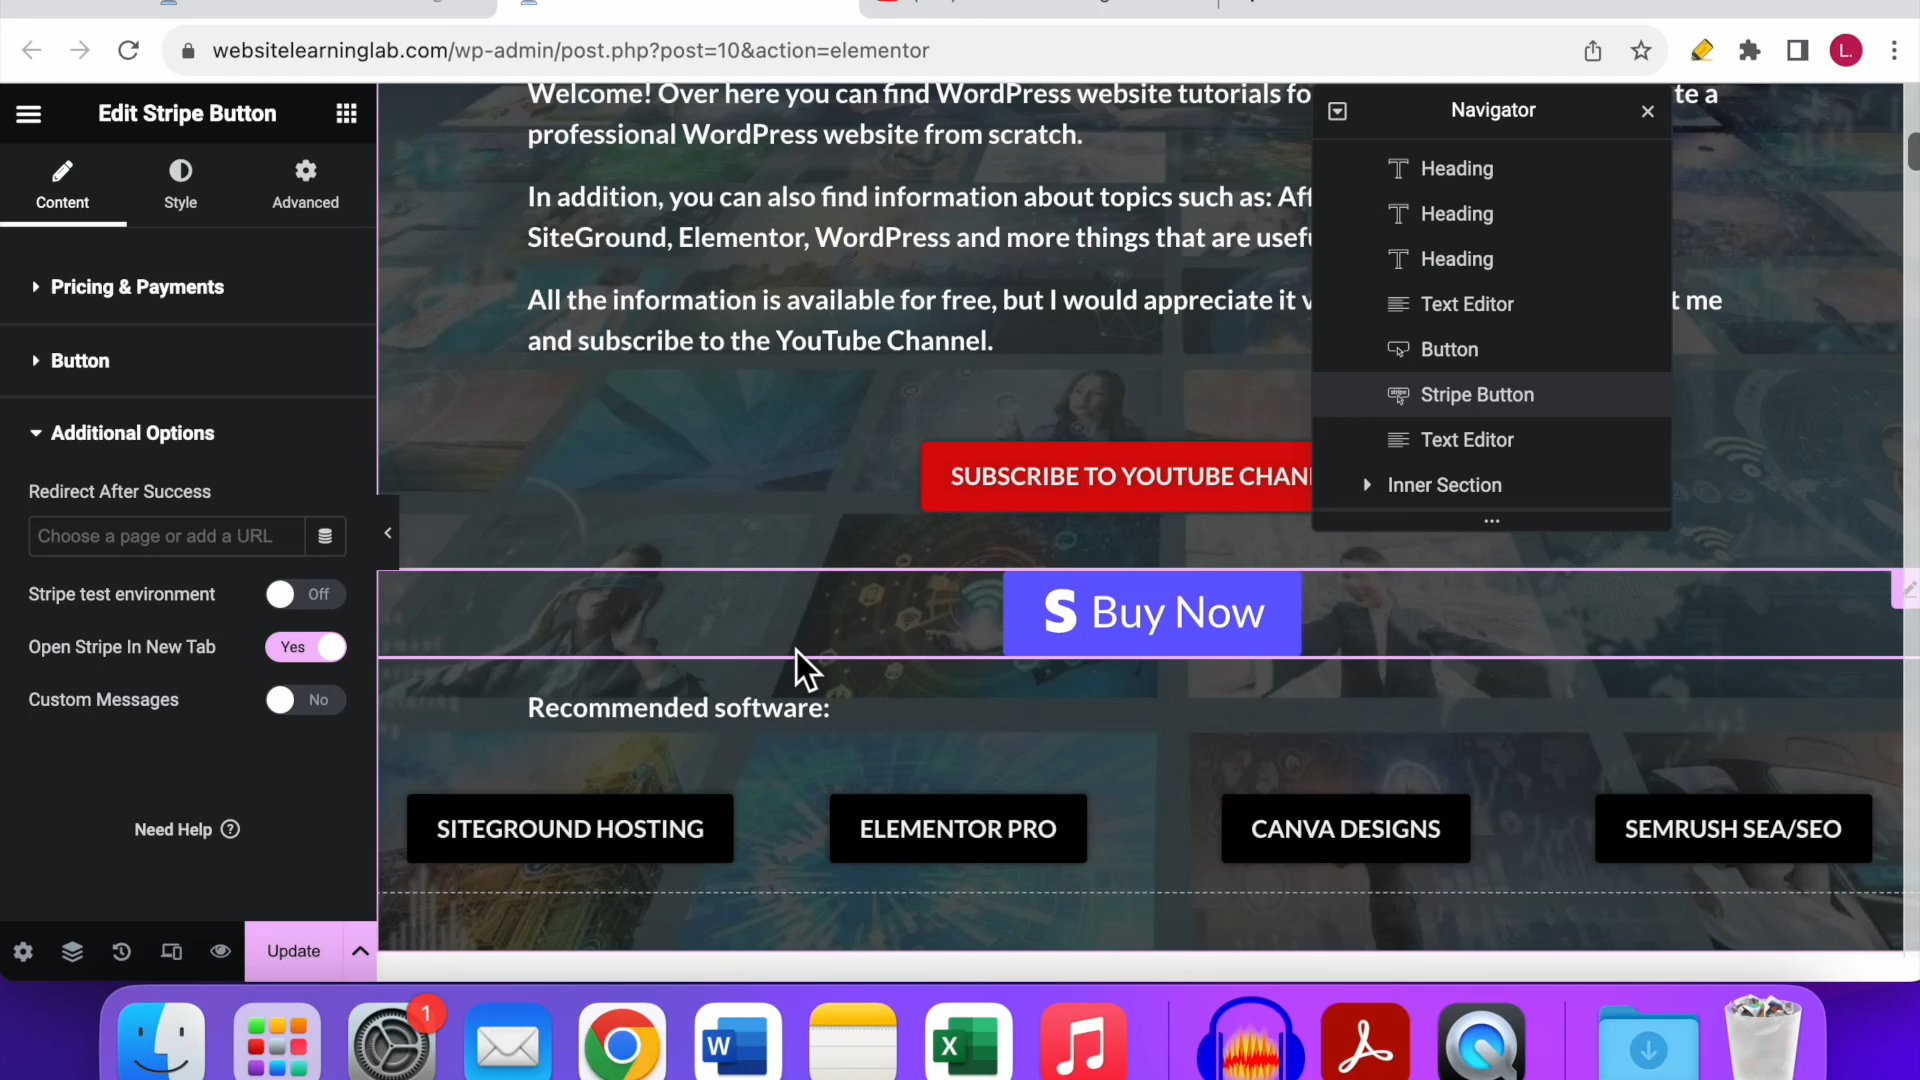 websitelearninglab.com/wp-admin/post.php?post=10&action=elementor
L.
Edit Stripe Button
Content
Style
Advanced
Pricing & Payments
Button
Additional Options
Redirect After Success
Choose a page or add a URL
Stripe test environment
Off
Open Stripe In New Tab
Yes
Custom Messages
No
Need Help
Update
Welcome! Over here you can find WordPress website tutorials fo
te a
professional WordPress website from scratch.
In addition, you can also find information about topics such as: Aff
SiteGround, Elementor, WordPress and more things that are usefu
All the information is available for free, but I would appreciate it v
t me
and subscribe to the YouTube Channel.
SUBSCRIBE TO YOUTUBE CHANN
S Buy Now
Recommended software:
SITEGROUND HOSTING
ELEMENTOR PRO
CANVA DESIGNS
SEMRUSH SEA/SEO
Navigator
Heading
Heading
Heading
Text Editor
Button
stripe
Stripe Button
Text Editor
Inner Section
1
W
X